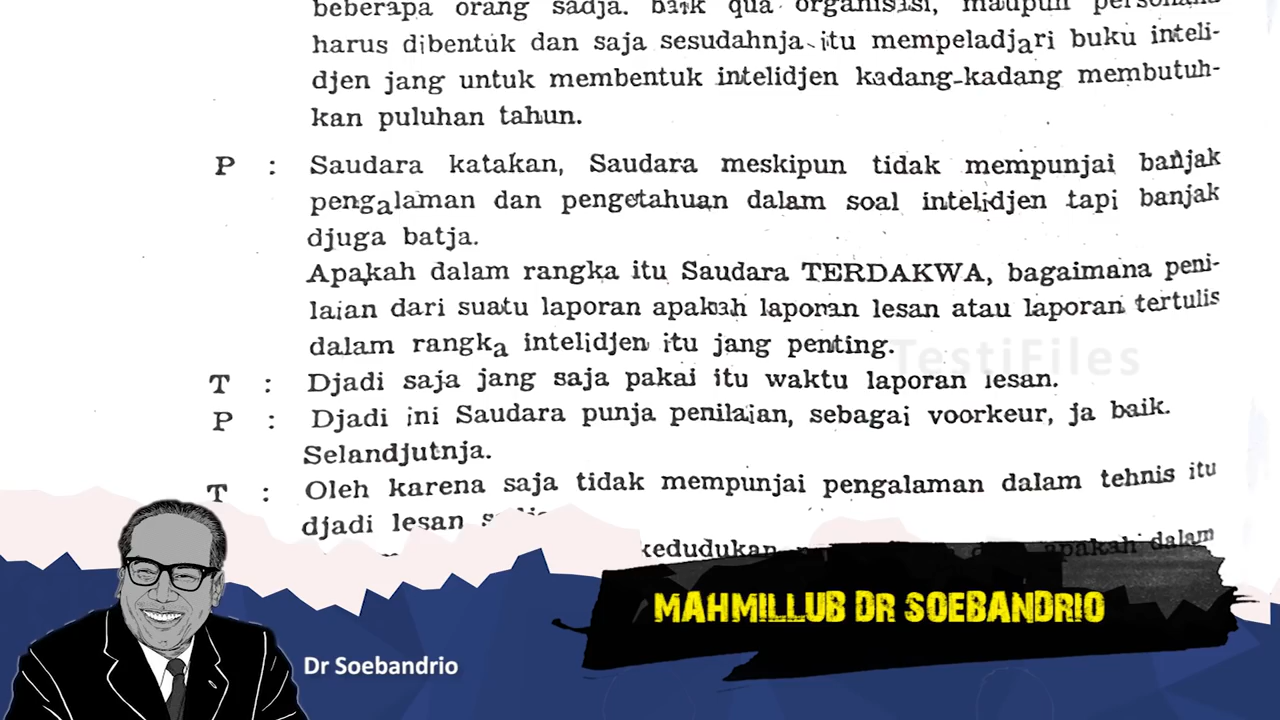 beberapa orang sadja. baik qua organisisi, maupun
harus dibentuk dan saja sesudahnja itu mempeladjari buku inteli-
djen jang untuk membentuk intelidjen kadang-kadang membutuh-
kan puluhan tahun.
P : Saudara katakan, Saudara meskipun tidak mempunjai banjak
pengalaman dan pengetahuan dalam soal intelidjen tapi banjak
djuga batja.
Apakah dalam rangka itu Saudara TERDAKWA, bagaimana peni-
laian dari suatu laporan apakah laporan lesan atau laporan tertulis
dalam rangka intelidjen itu jang penting.
TestiFiles
T : Djadi saja jang saja pakai itu waktu laporan lesan.
P : Djadi ini Saudara punja penilaian, sebagai voorkeur, ja baik.
Selandjutnja.
T : Oleh karena saja tidak mempunjai pengalaman dalam tehnis itu
djadi lesan
kedudukan apakah dalam
MAHMILLUB DR SOEBANDRIO
Dr Soebandrio